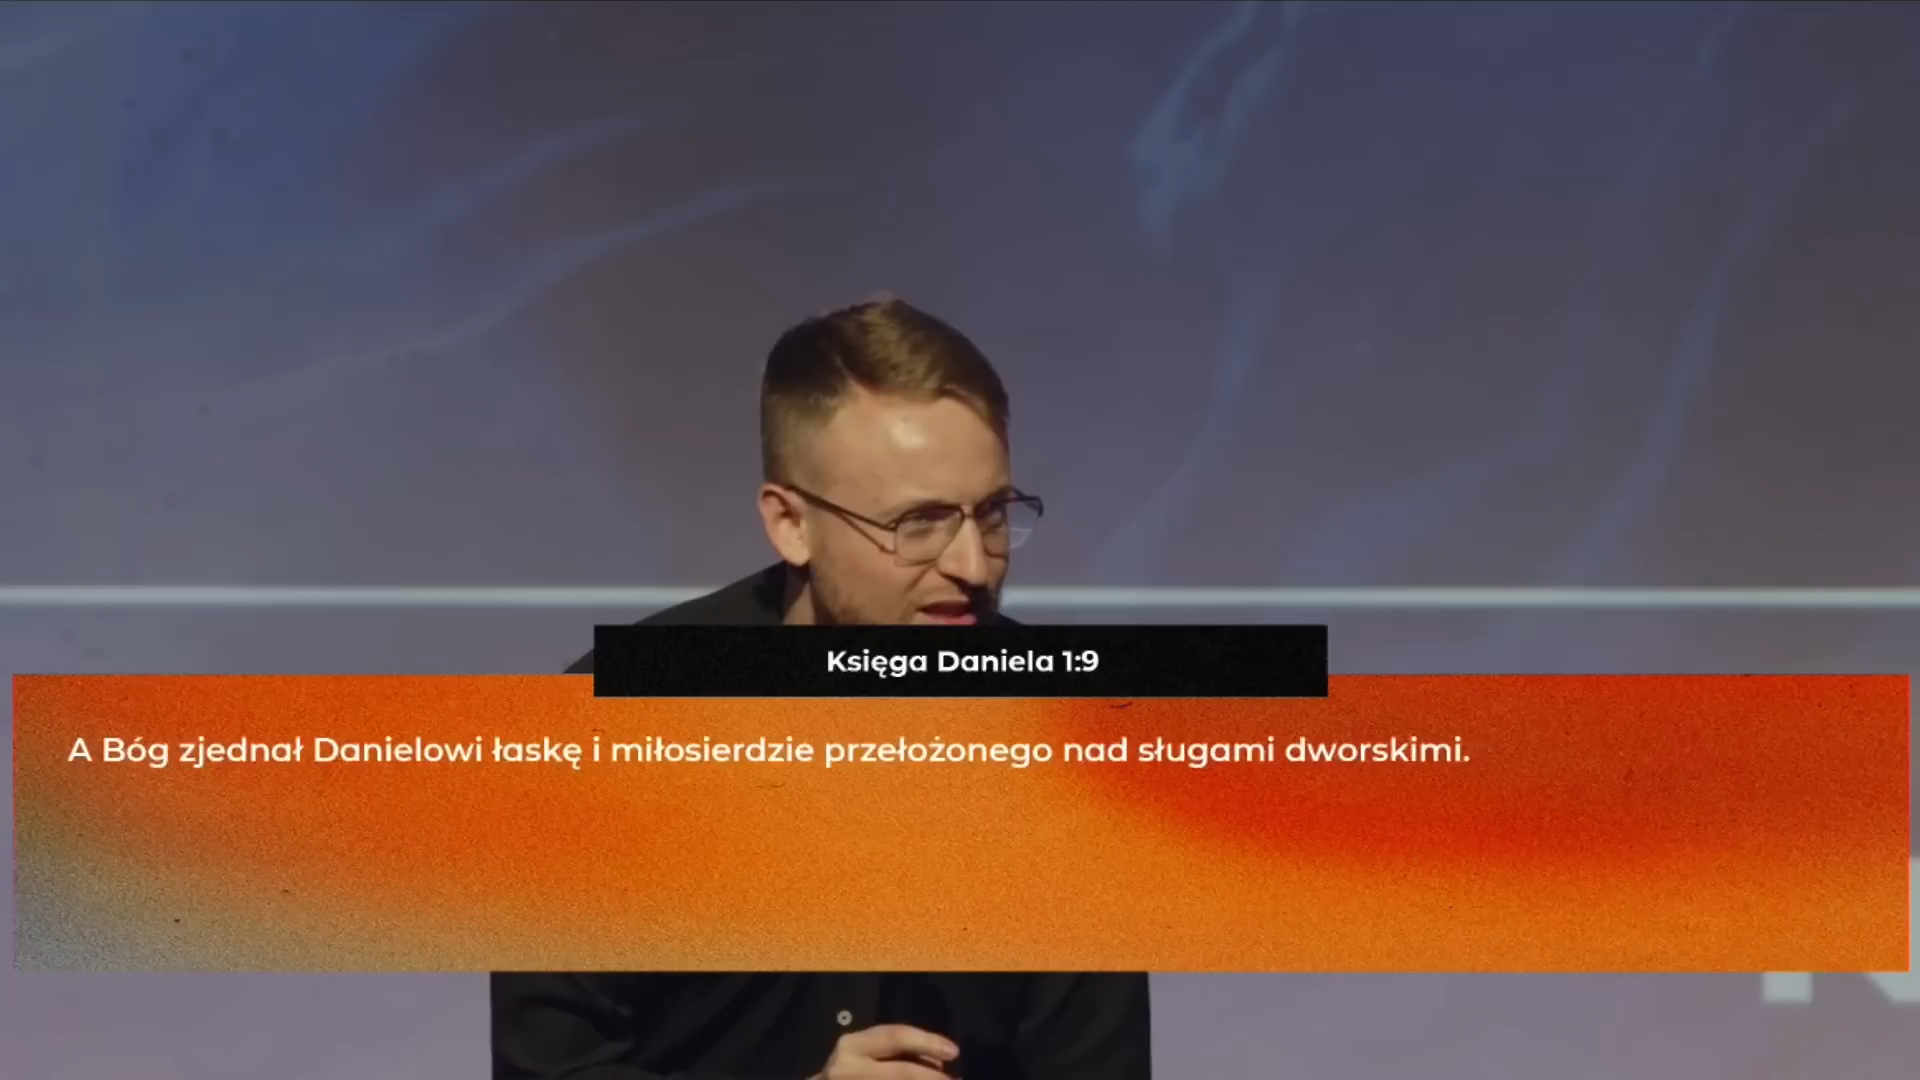 Księga Daniela 1:9
A Bóg zjednał Danielowi łaskę i miłosierdzie przełożonego nad sługami dworskimi.